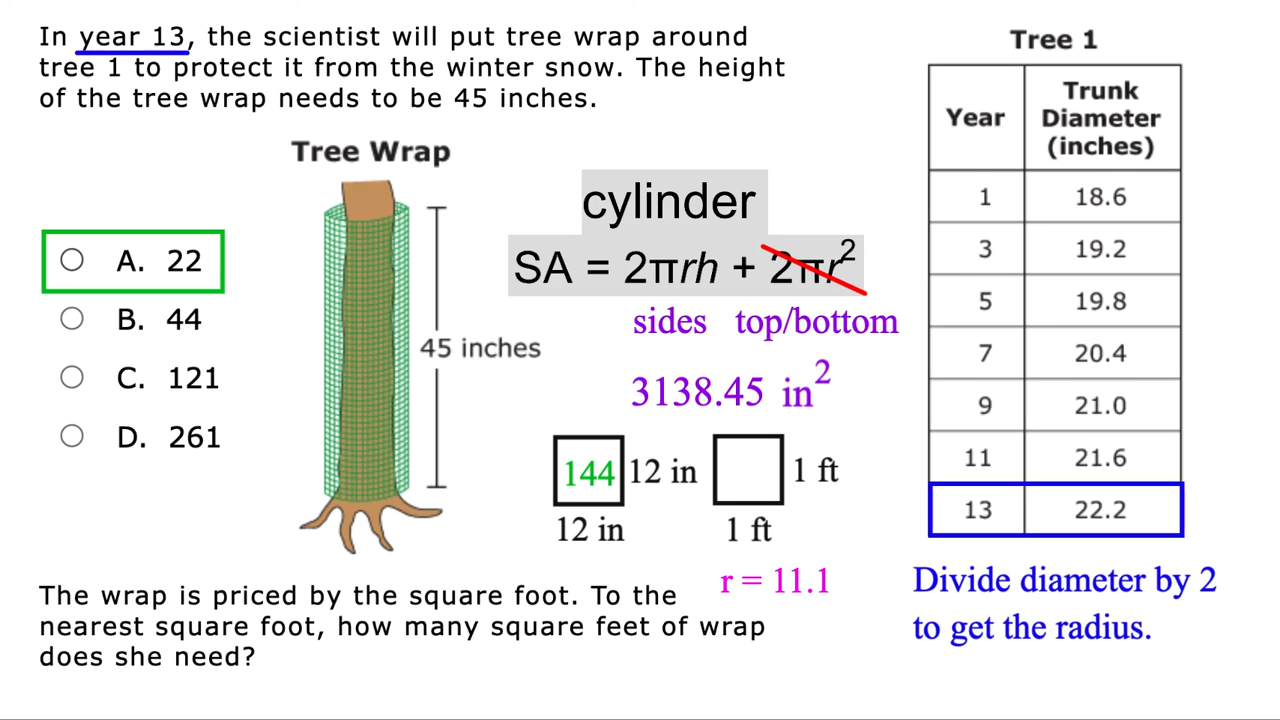 In year 13, the scientist will put tree wrap around
tree 1 to protect it from the winter snow. The height
of the tree wrap needs to be 45 inches.
Tree Wrap
45 inches
A. 22
B. 44
C. 121
D. 261
cylinder
SA = 2πrh + 2πr²
sides top/bottom
3138.45 in²
144 12 in 1 ft
12 in 1 ft
r = 11.1
The wrap is priced by the square foot. To the
nearest square foot, how many square feet of wrap
does she need?
Tree 1
Year Trunk Diameter (inches)
1 18.6
3 19.2
5 19.8
7 20.4
9 21.0
11 21.6
13 22.2
Divide diameter by 2
to get the radius.